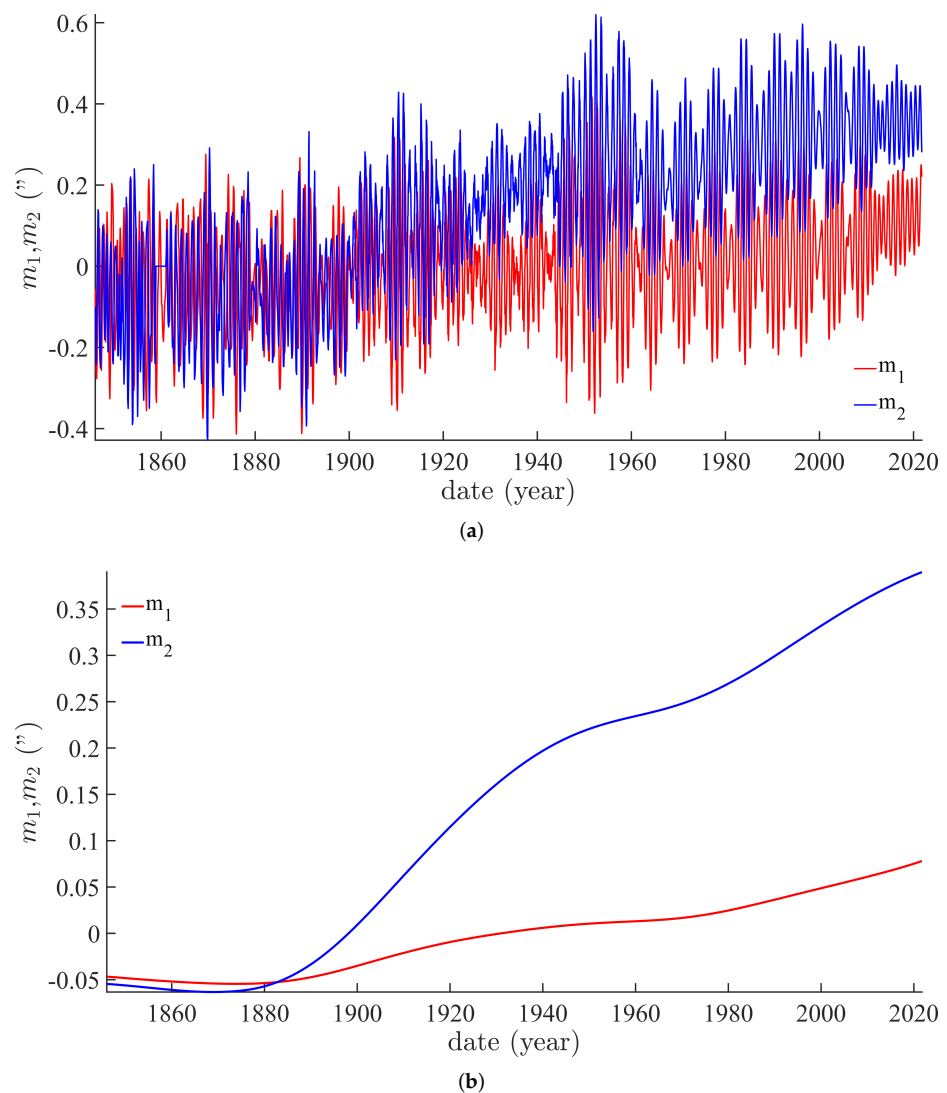 0.6
0.4
0.2
0
-0.2
-0.4
m₁,m₂ (”)
m₁
m₂
1860 1880 1900 1920 1940 1960 1980 2000 2020
date (year)
(a)
m₁
m₂
0.35
0.3
0.25
0.2
0.15
0.1
0.05
0
-0.05
m₁,m₂ (”)
1860 1880 1900 1920 1940 1960 1980 2000 2020
date (year)
(b)